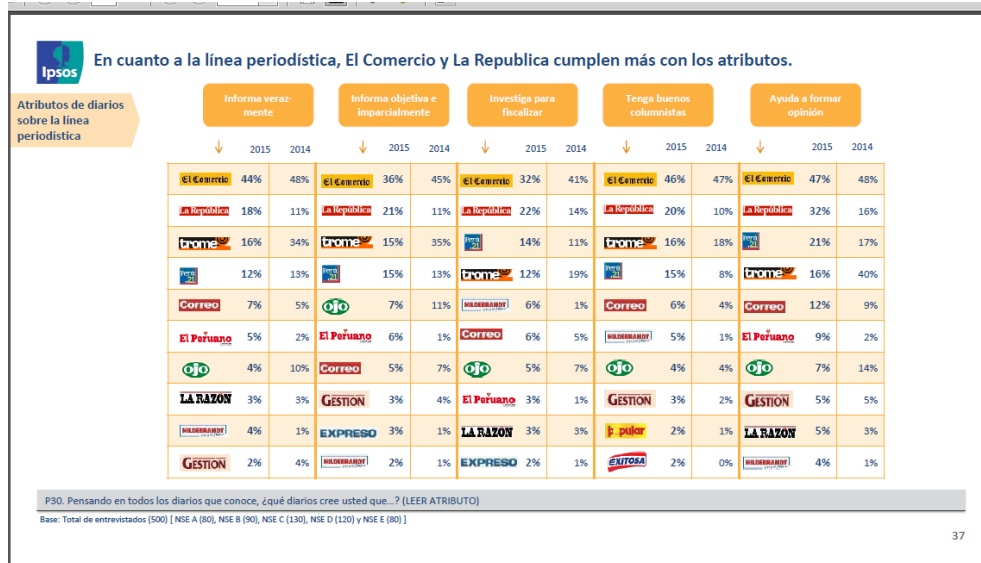 Ipsos
En cuanto a la línea periodística, El Comercio y La Republica cumplen más con los atributos.
Atributos de diarios
sobre la línea
periodística
Informa veraz-
mente
Informa objetiva e
imparcialmente
Investiga para
fiscalizar
Tenga buenos
columnistas
Ayuda a formar
opinión
2015 2014 2015 2014 2015 2014 2015 2014 2015 2014
El Comercio 44% 48% El Comercio 36% 45% El Comercio 32% 41% El Comercio 46% 47% El Comercio 47% 48%
La República 18% 11% La República 21% 11% La República 22% 14% La República 20% 10% La República 32% 16%
trome 16% 34% trome 15% 35% Perú.21 14% 11% trome 16% 18% Perú.21 21% 17%
Perú.21 12% 13% Perú.21 15% 13% trome 12% 19% Perú.21 15% 8% trome 16% 40%
Correo 7% 5% ojo 7% 11% HILDEBRANDT 6% 1% Correo 6% 4% Correo 12% 9%
El Peruano 5% 2% El Peruano 6% 1% Correo 6% 5% HILDEBRANDT 5% 1% El Peruano 9% 2%
ojo 4% 10% Correo 5% 7% ojo 5% 7% ojo 4% 4% ojo 7% 14%
LA RAZÓN 3% 3% GESTIÓN 3% 4% El Peruano 3% 1% GESTIÓN 3% 2% GESTIÓN 5% 5%
HILDEBRANDT 4% 1% EXPRESO 3% 1% LA RAZÓN 3% 3% pular 2% 1% LA RAZÓN 5% 3%
GESTIÓN 2% 4% HILDEBRANDT 2% 1% EXPRESO 2% 1% EXITOSA 2% 0% HILDEBRANDT 4% 1%
P30. Pensando en todos los diarios que conoce, ¿qué diarios cree usted que...? (LEER ATRIBUTO)
Base: Total de entrevistados (500) [ NSE A (80), NSE B (90), NSE C (130), NSE D (120) y NSE E (80) ]
37